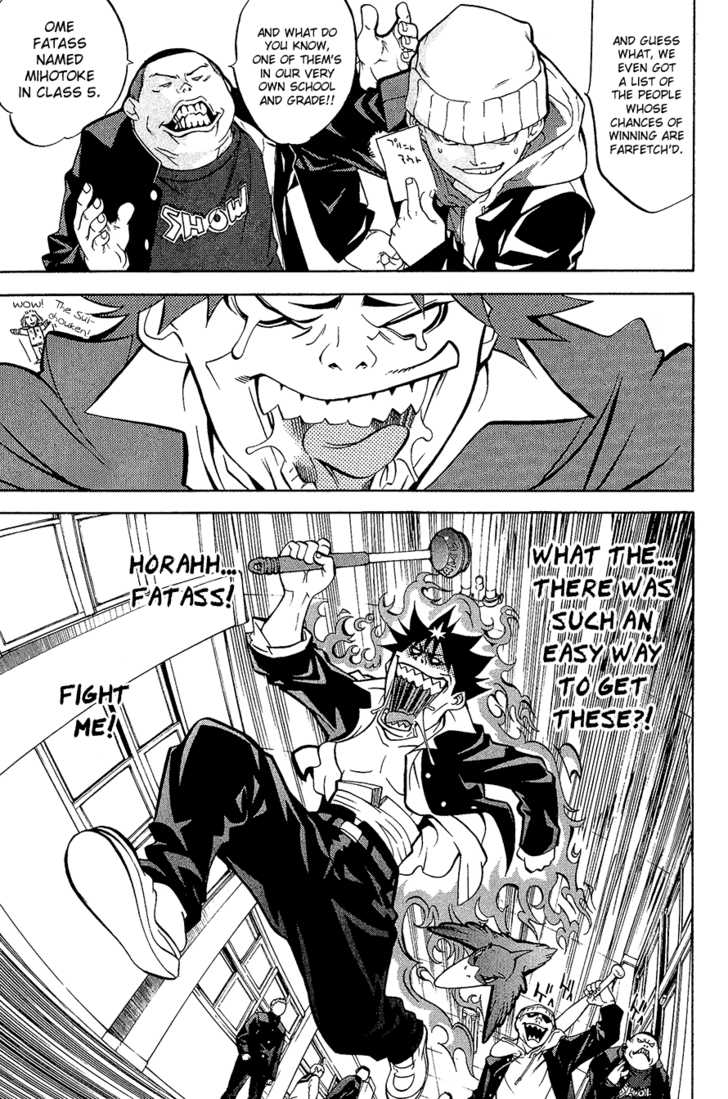 AND GUESS
WHAT, WE
EVEN GOT
A LIST OF
THE PEOPLE
WHOSE
CHANCES OF
WINNING ARE
FARFETCH'D.
AND WHAT DO
YOU KNOW,
ONE OF THEM'S
IN OUR VERY
OWN SCHOOL
AND GRADE!!
OME
FATASS
NAMED
MIHOTOKE
IN CLASS 5.
SHOW
WOW!
The Sui-
chouken!
WHAT THE...
THERE WAS
SUCH AN
EASY WAY
TO GET
THESE?!
HORAHH...
FATASS!
FIGHT
ME!